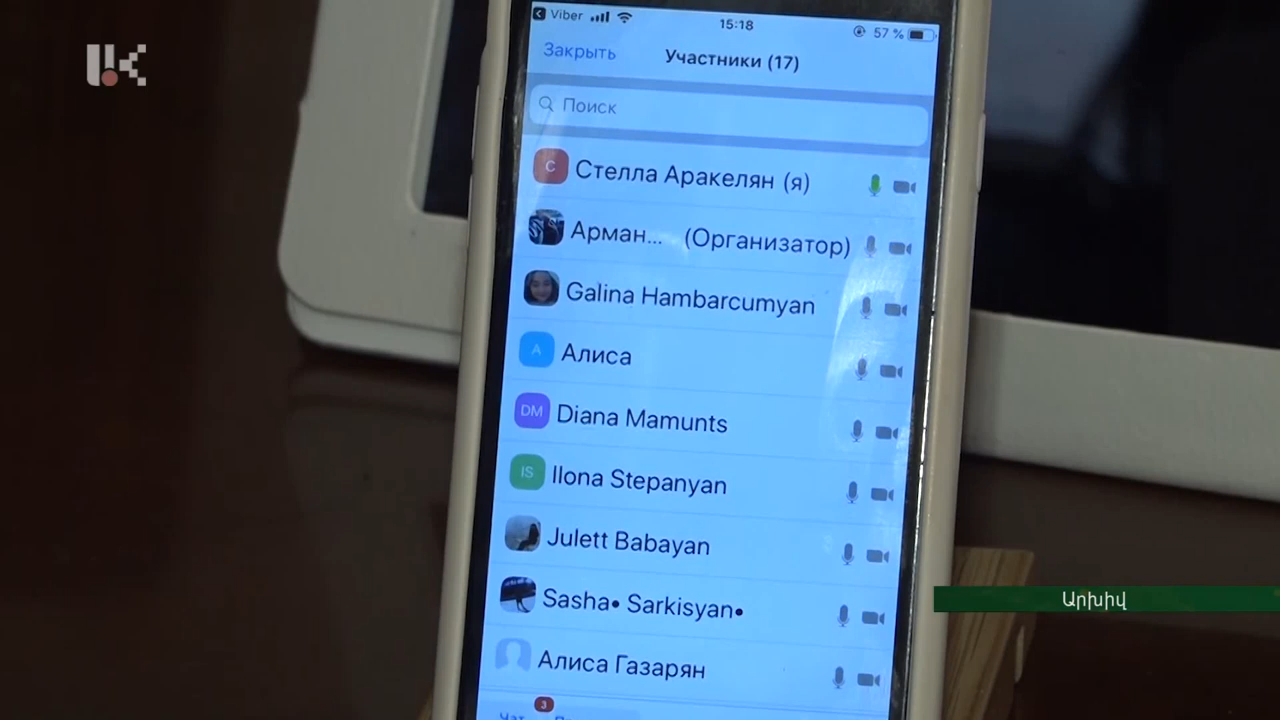 Viber 15:18 57 %
Закрыть Участники (17)
Поиск
С Стелла Аракелян (я)
Арман... (Организатор)
Galina Hambarcumyan
А Алиса
DM Diana Mamunts
IS Ilona Stepanyan
Julett Babayan
Sasha• Sarkisyan•
Алиса Газарян
3
Արխիվ